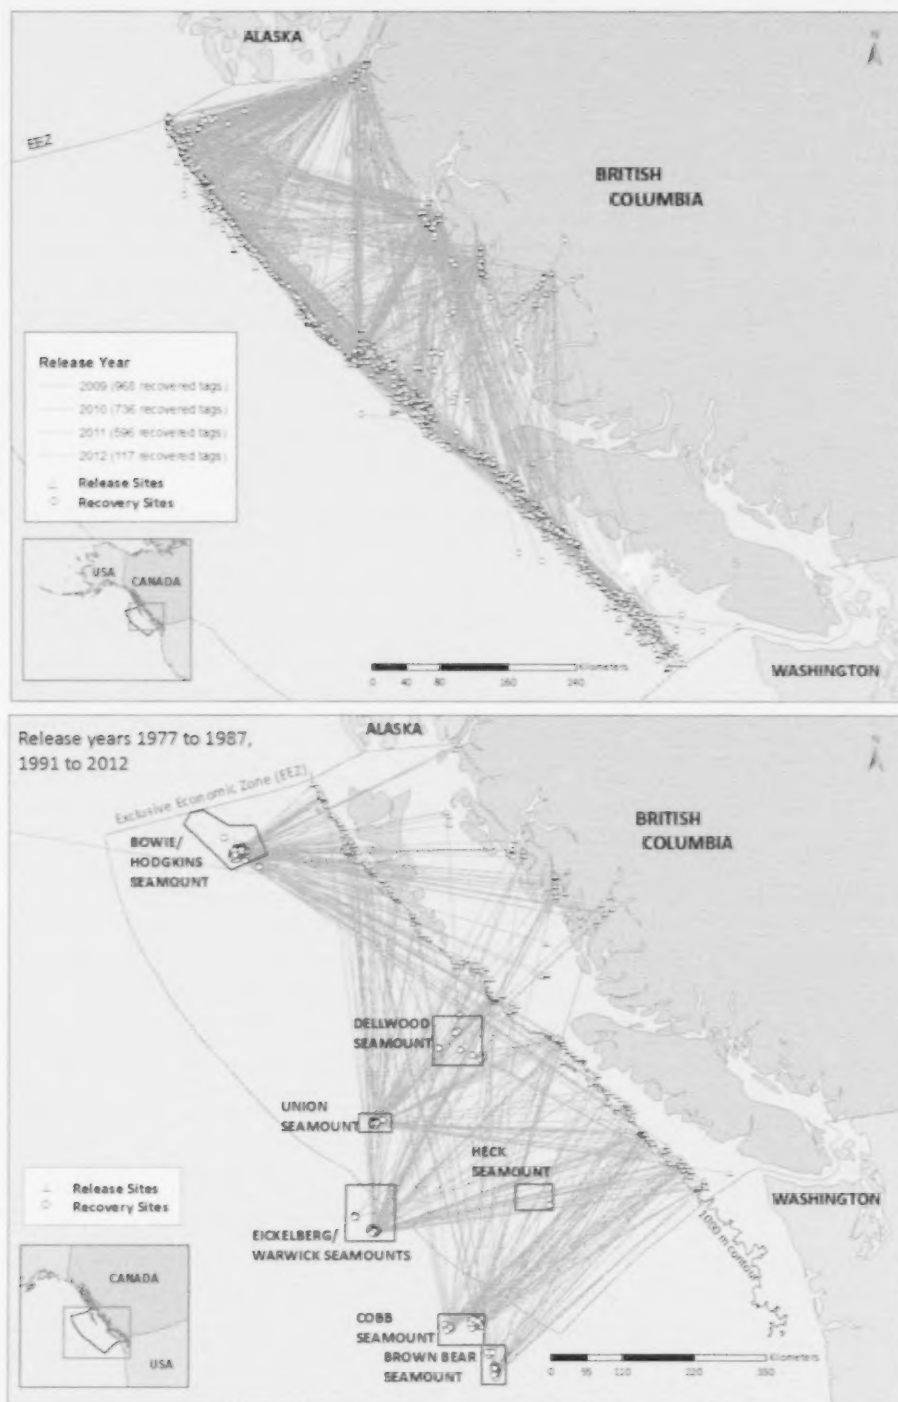 ALASKA
N
EEZ
BRITISH
COLUMBIA
Release Year
2009 (968 recovered tags)
2010 (736 recovered tags)
2011 (596 recovered tags)
2012 (117 recovered tags)
Release Sites
Recovery Sites
USA
CANADA
Kilometers
0 40 80 160 240
WASHINGTON
Release years 1977 to 1987,
1991 to 2012
ALASKA
N
Exclusive Economic Zone (EEZ)
BOWIE/
HODGKINS
SEAMOUNT
BRITISH
COLUMBIA
DELLWOOD
SEAMOUNT
UNION
SEAMOUNT
HECK
SEAMOUNT
Release Sites
Recovery Sites
WASHINGTON
EICKELBERG/
WARWICK SEAMOUNTS
1000 m contour
CANADA
USA
COBB
SEAMOUNT
BROWN BEAR
SEAMOUNT
Kilometers
0 55 110 220 330